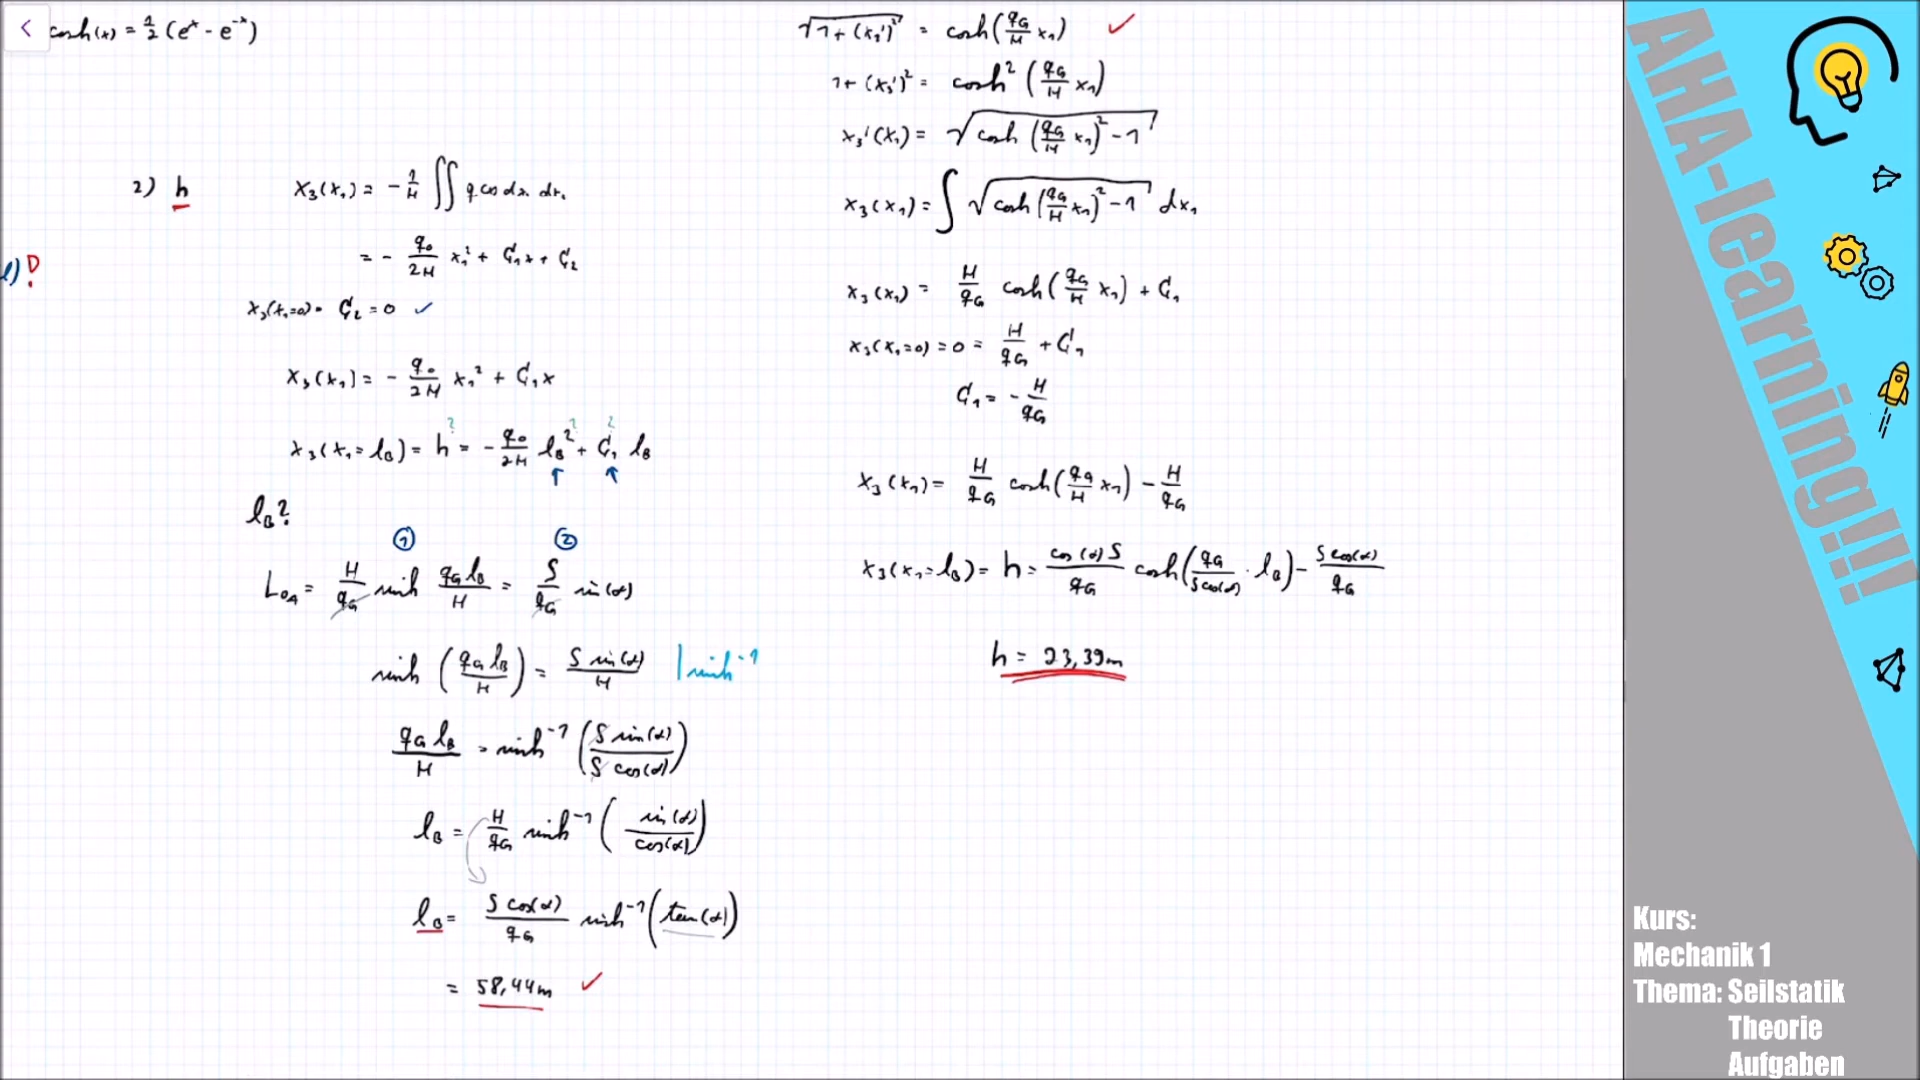 cosh(x) = 1/2 (e^x - e^-x)
2) h
x₃(x₁) = - 1/H ∬ q(x) dx₁ dx₁
= - q₀/2H x₁² + C₁x + C₂
l)?
x₃(x₁=0) = C₂ = 0 ✓
x₃(x₁) = - q₀/2H x₁² + C₁x
x₃(x₁ = l_B) = h = - q₀/2H l_B² + C₁ l_B
? ? ?
l_B?
① ②
L_OA = H/q_G sinh q_G l_B/H = S/q_G sin(α)
sinh (q_G l_B/H) = S sin(α)/H | sinh⁻¹
q_G l_B/H = sinh⁻¹ (S sin(α)/S cos(α))
l_B = H/q_G sinh⁻¹ (sin(α)/cos(α))
l_B = S cos(α)/q_G sinh⁻¹ (tan(α))
= 58,44m ✓
√1 + (x₃')² = cosh(q_G/H x₁) ✓
1 + (x₃')² = cosh² (q_G/H x₁)
x₃'(x₁) = √cosh (q_G/H x₁)² - 1
x₃(x₁) = ∫ √cosh (q_G/H x₁)² - 1 dx₁
x₃(x₁) = H/q_G cosh(q_G/H x₁) + C₁
x₃(x₁=0) = 0 = H/q_G + C₁
C₁ = - H/q_G
x₃(x₁) = H/q_G cosh(q_G/H x₁) - H/q_G
x₃(x₁=l_B) = h = cos(α) S/q_G cosh(q_G/S cos(α) · l_B) - S cos(α)/q_G
h = 23,39m
AHA-learning!!!
Kurs:
Mechanik 1
Thema: Seilstatik
Theorie
Aufgaben